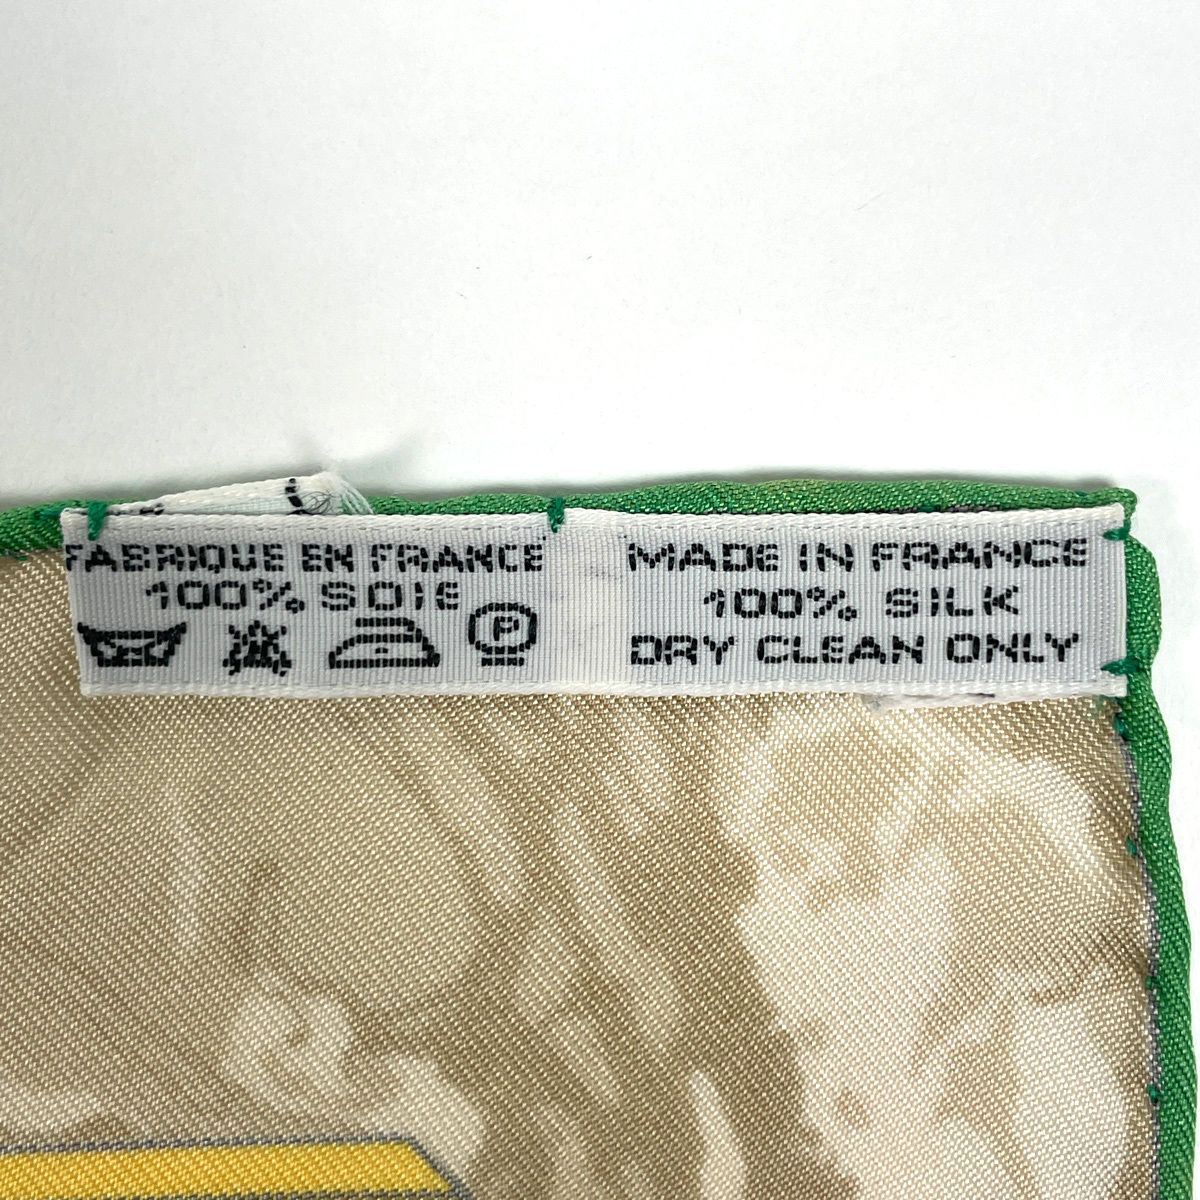 FABRIQUE EN FRANCE
100% SOIE
P
MADE IN FRANCE
100% SILK
DRY CLEAN ONLY